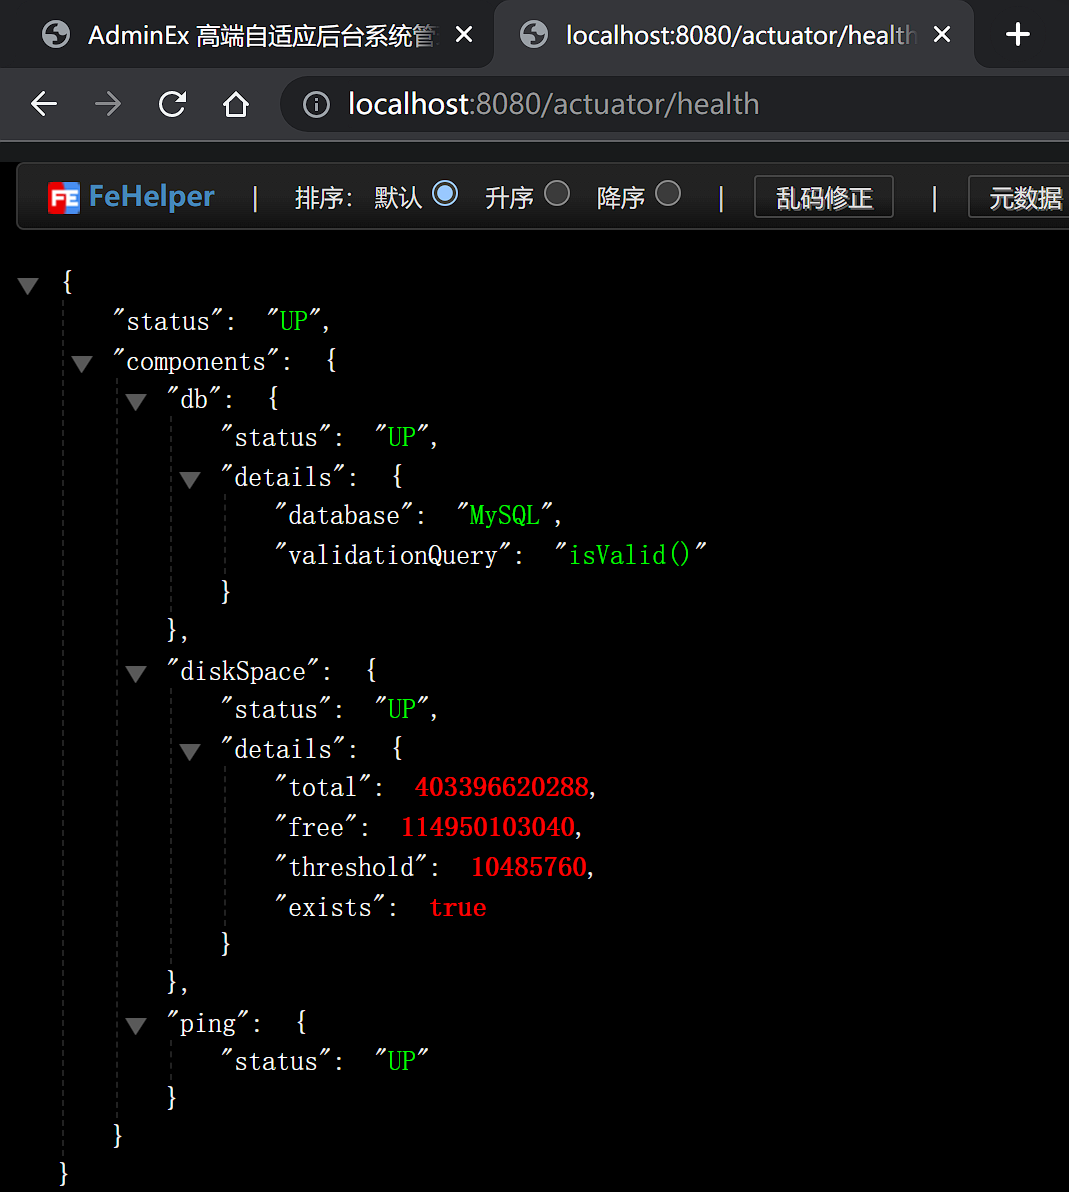 AdminEx 高端自适应后台系统管
localhost:8080/actuator/health
localhost:8080/actuator/health
FE FeHelper | 排序: 默认 升序 降序 | 乱码修正 | 元数据
{
"status": "UP",
"components": {
"db": {
"status": "UP",
"details": {
"database": "MySQL",
"validationQuery": "isValid()"
}
},
"diskSpace": {
"status": "UP",
"details": {
"total": 403396620288,
"free": 114950103040,
"threshold": 10485760,
"exists": true
}
},
"ping": {
"status": "UP"
}
}
}